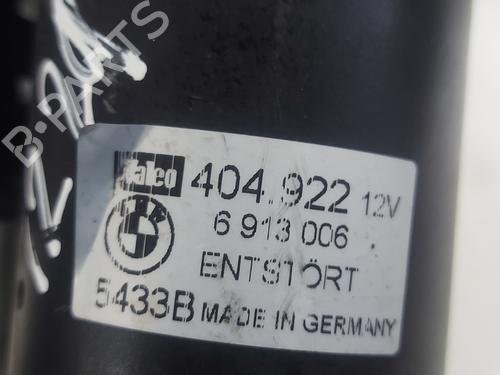 B·PARTS
Valeo 404.922 12V
6 913 006
ENTSTÖRT
5433B MADE IN GERMANY